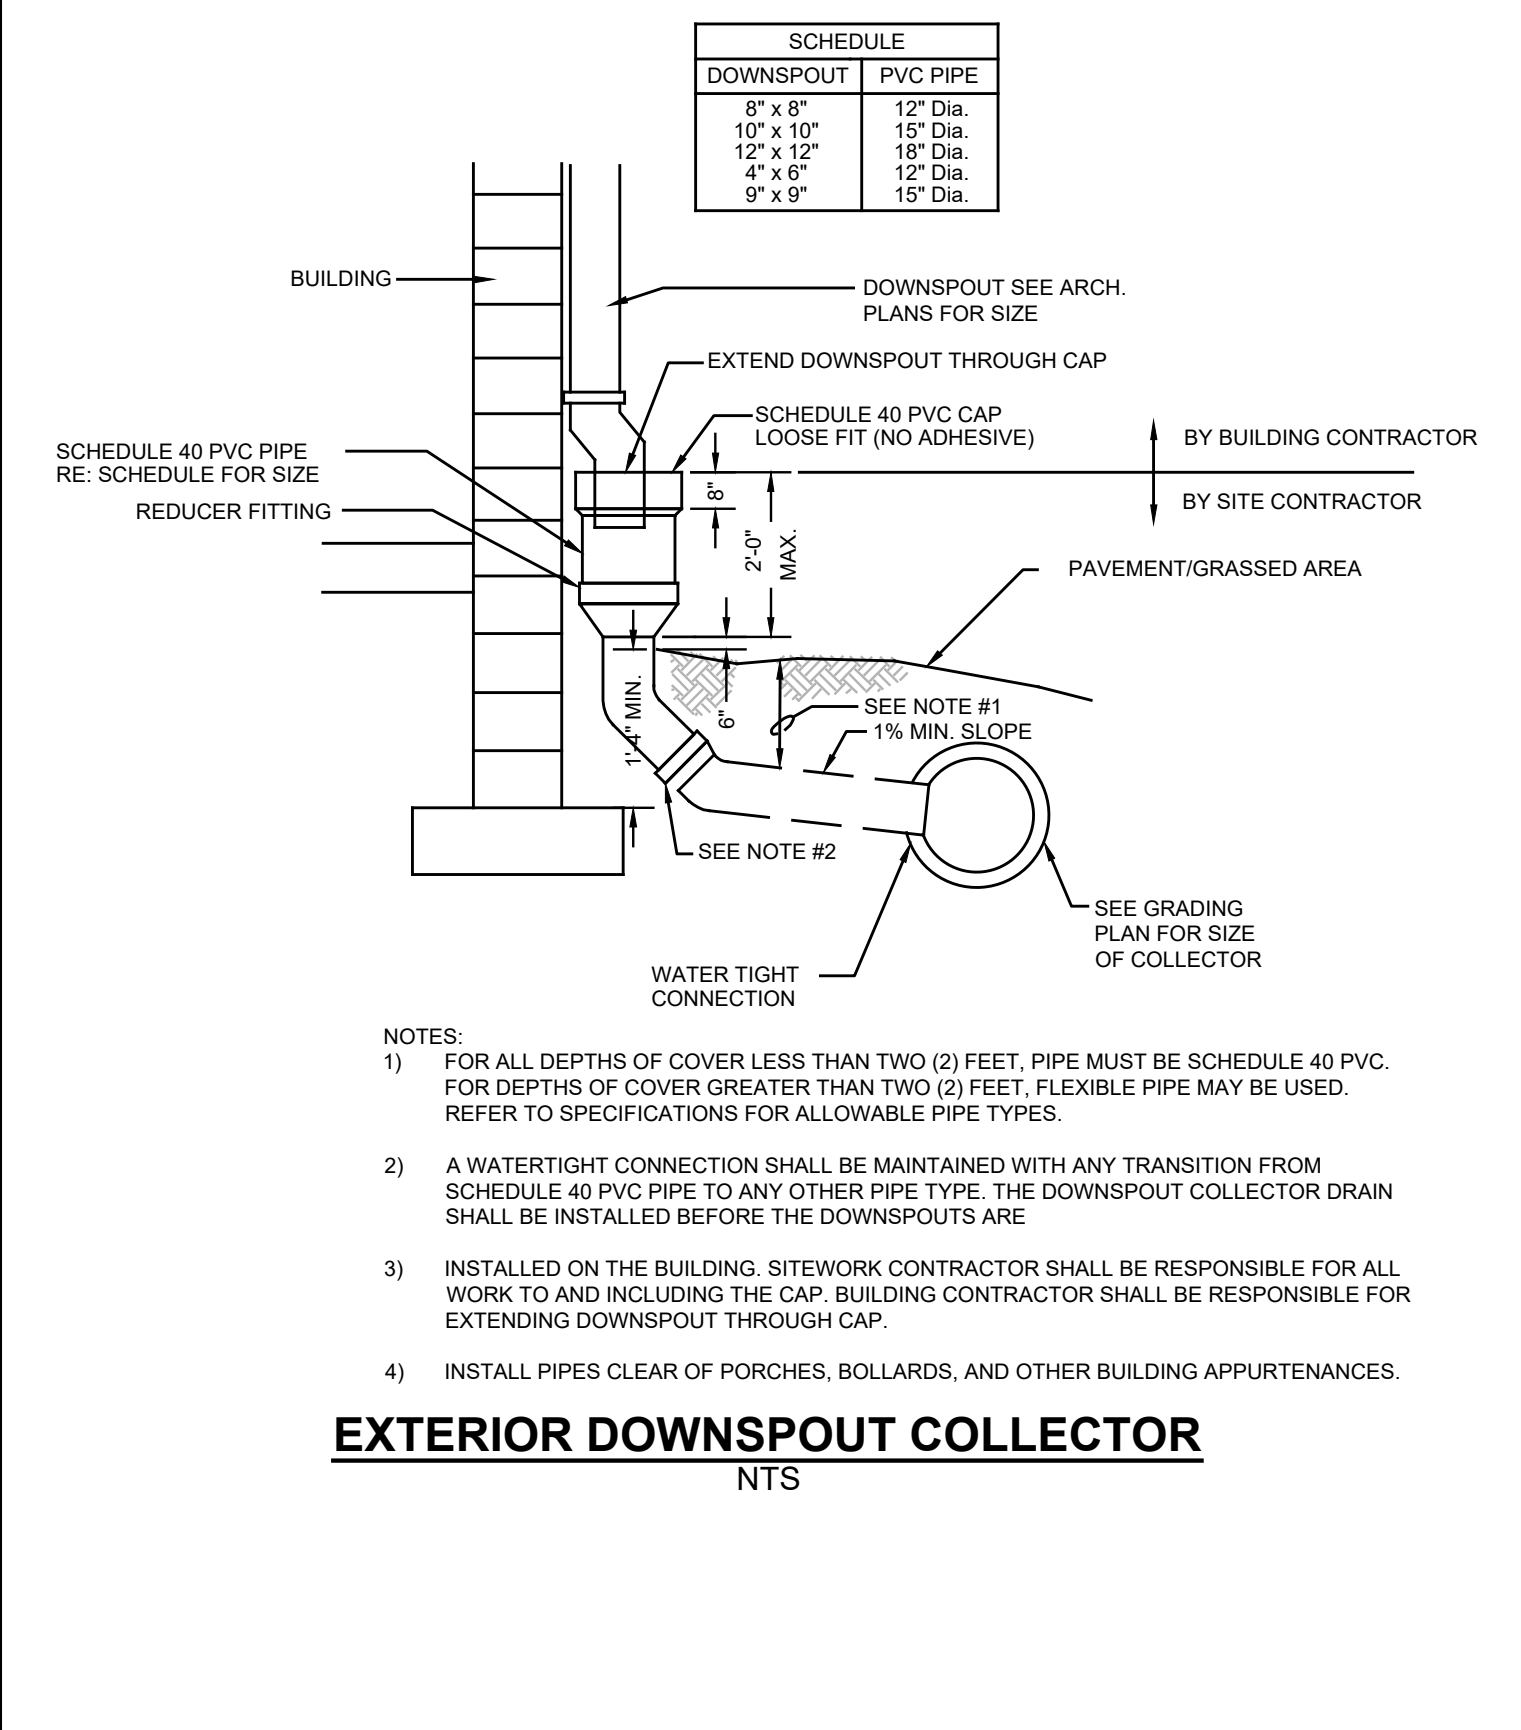 SCHEDULE
DOWNSPOUT PVC PIPE
8" x 8" 12" Dia.
10" x 10" 15" Dia.
12" x 12" 18" Dia.
4" x 6" 12" Dia.
9" x 9" 15" Dia.
BUILDING
DOWNSPOUT SEE ARCH.
PLANS FOR SIZE
EXTEND DOWNSPOUT THROUGH CAP
SCHEDULE 40 PVC CAP
LOOSE FIT (NO ADHESIVE)
SCHEDULE 40 PVC PIPE
RE: SCHEDULE FOR SIZE
REDUCER FITTING
BY BUILDING CONTRACTOR
BY SITE CONTRACTOR
8"
2'-0"
MAX.
PAVEMENT/GRASSED AREA
1'-4" MIN.
6"
SEE NOTE #1
1% MIN. SLOPE
SEE NOTE #2
SEE GRADING
PLAN FOR SIZE
OF COLLECTOR
WATER TIGHT
CONNECTION
NOTES:
1) FOR ALL DEPTHS OF COVER LESS THAN TWO (2) FEET, PIPE MUST BE SCHEDULE 40 PVC.
FOR DEPTHS OF COVER GREATER THAN TWO (2) FEET, FLEXIBLE PIPE MAY BE USED.
REFER TO SPECIFICATIONS FOR ALLOWABLE PIPE TYPES.
2) A WATERTIGHT CONNECTION SHALL BE MAINTAINED WITH ANY TRANSITION FROM
SCHEDULE 40 PVC PIPE TO ANY OTHER PIPE TYPE. THE DOWNSPOUT COLLECTOR DRAIN
SHALL BE INSTALLED BEFORE THE DOWNSPOUTS ARE
3) INSTALLED ON THE BUILDING. SITEWORK CONTRACTOR SHALL BE RESPONSIBLE FOR ALL
WORK TO AND INCLUDING THE CAP. BUILDING CONTRACTOR SHALL BE RESPONSIBLE FOR
EXTENDING DOWNSPOUT THROUGH CAP.
4) INSTALL PIPES CLEAR OF PORCHES, BOLLARDS, AND OTHER BUILDING APPURTENANCES.
EXTERIOR DOWNSPOUT COLLECTOR
NTS